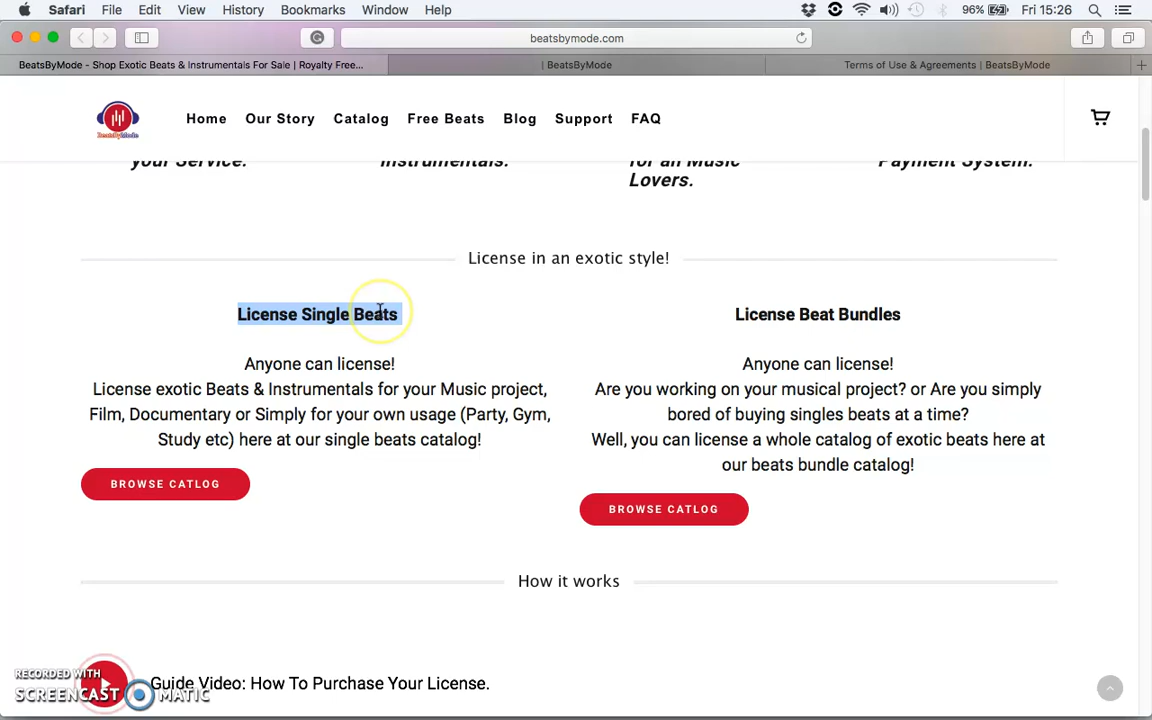 Safari File Edit View History Bookmarks Window Help 96% Fri 15:26
beatsbymode.com
BeatsByMode - Shop Exotic Beats & Instrumentals For Sale | Royalty Free... | BeatsByMode Terms of Use & Agreements | BeatsByMode
BeatsByMode
Home Our Story Catalog Free Beats Blog Support FAQ
your Service. Instrumentals. for all Music Payment System.
Lovers.
License in an exotic style!
License Single Beats
Anyone can license!
License exotic Beats & Instrumentals for your Music project,
Film, Documentary or Simply for your own usage (Party, Gym,
Study etc) here at our single beats catalog!
BROWSE CATLOG
License Beat Bundles
Anyone can license!
Are you working on your musical project? or Are you simply
bored of buying singles beats at a time?
Well, you can license a whole catalog of exotic beats here at
our beats bundle catalog!
BROWSE CATLOG
How it works
Guide Video: How To Purchase Your License.
RECORDED WITH
SCREENCAST MATIC